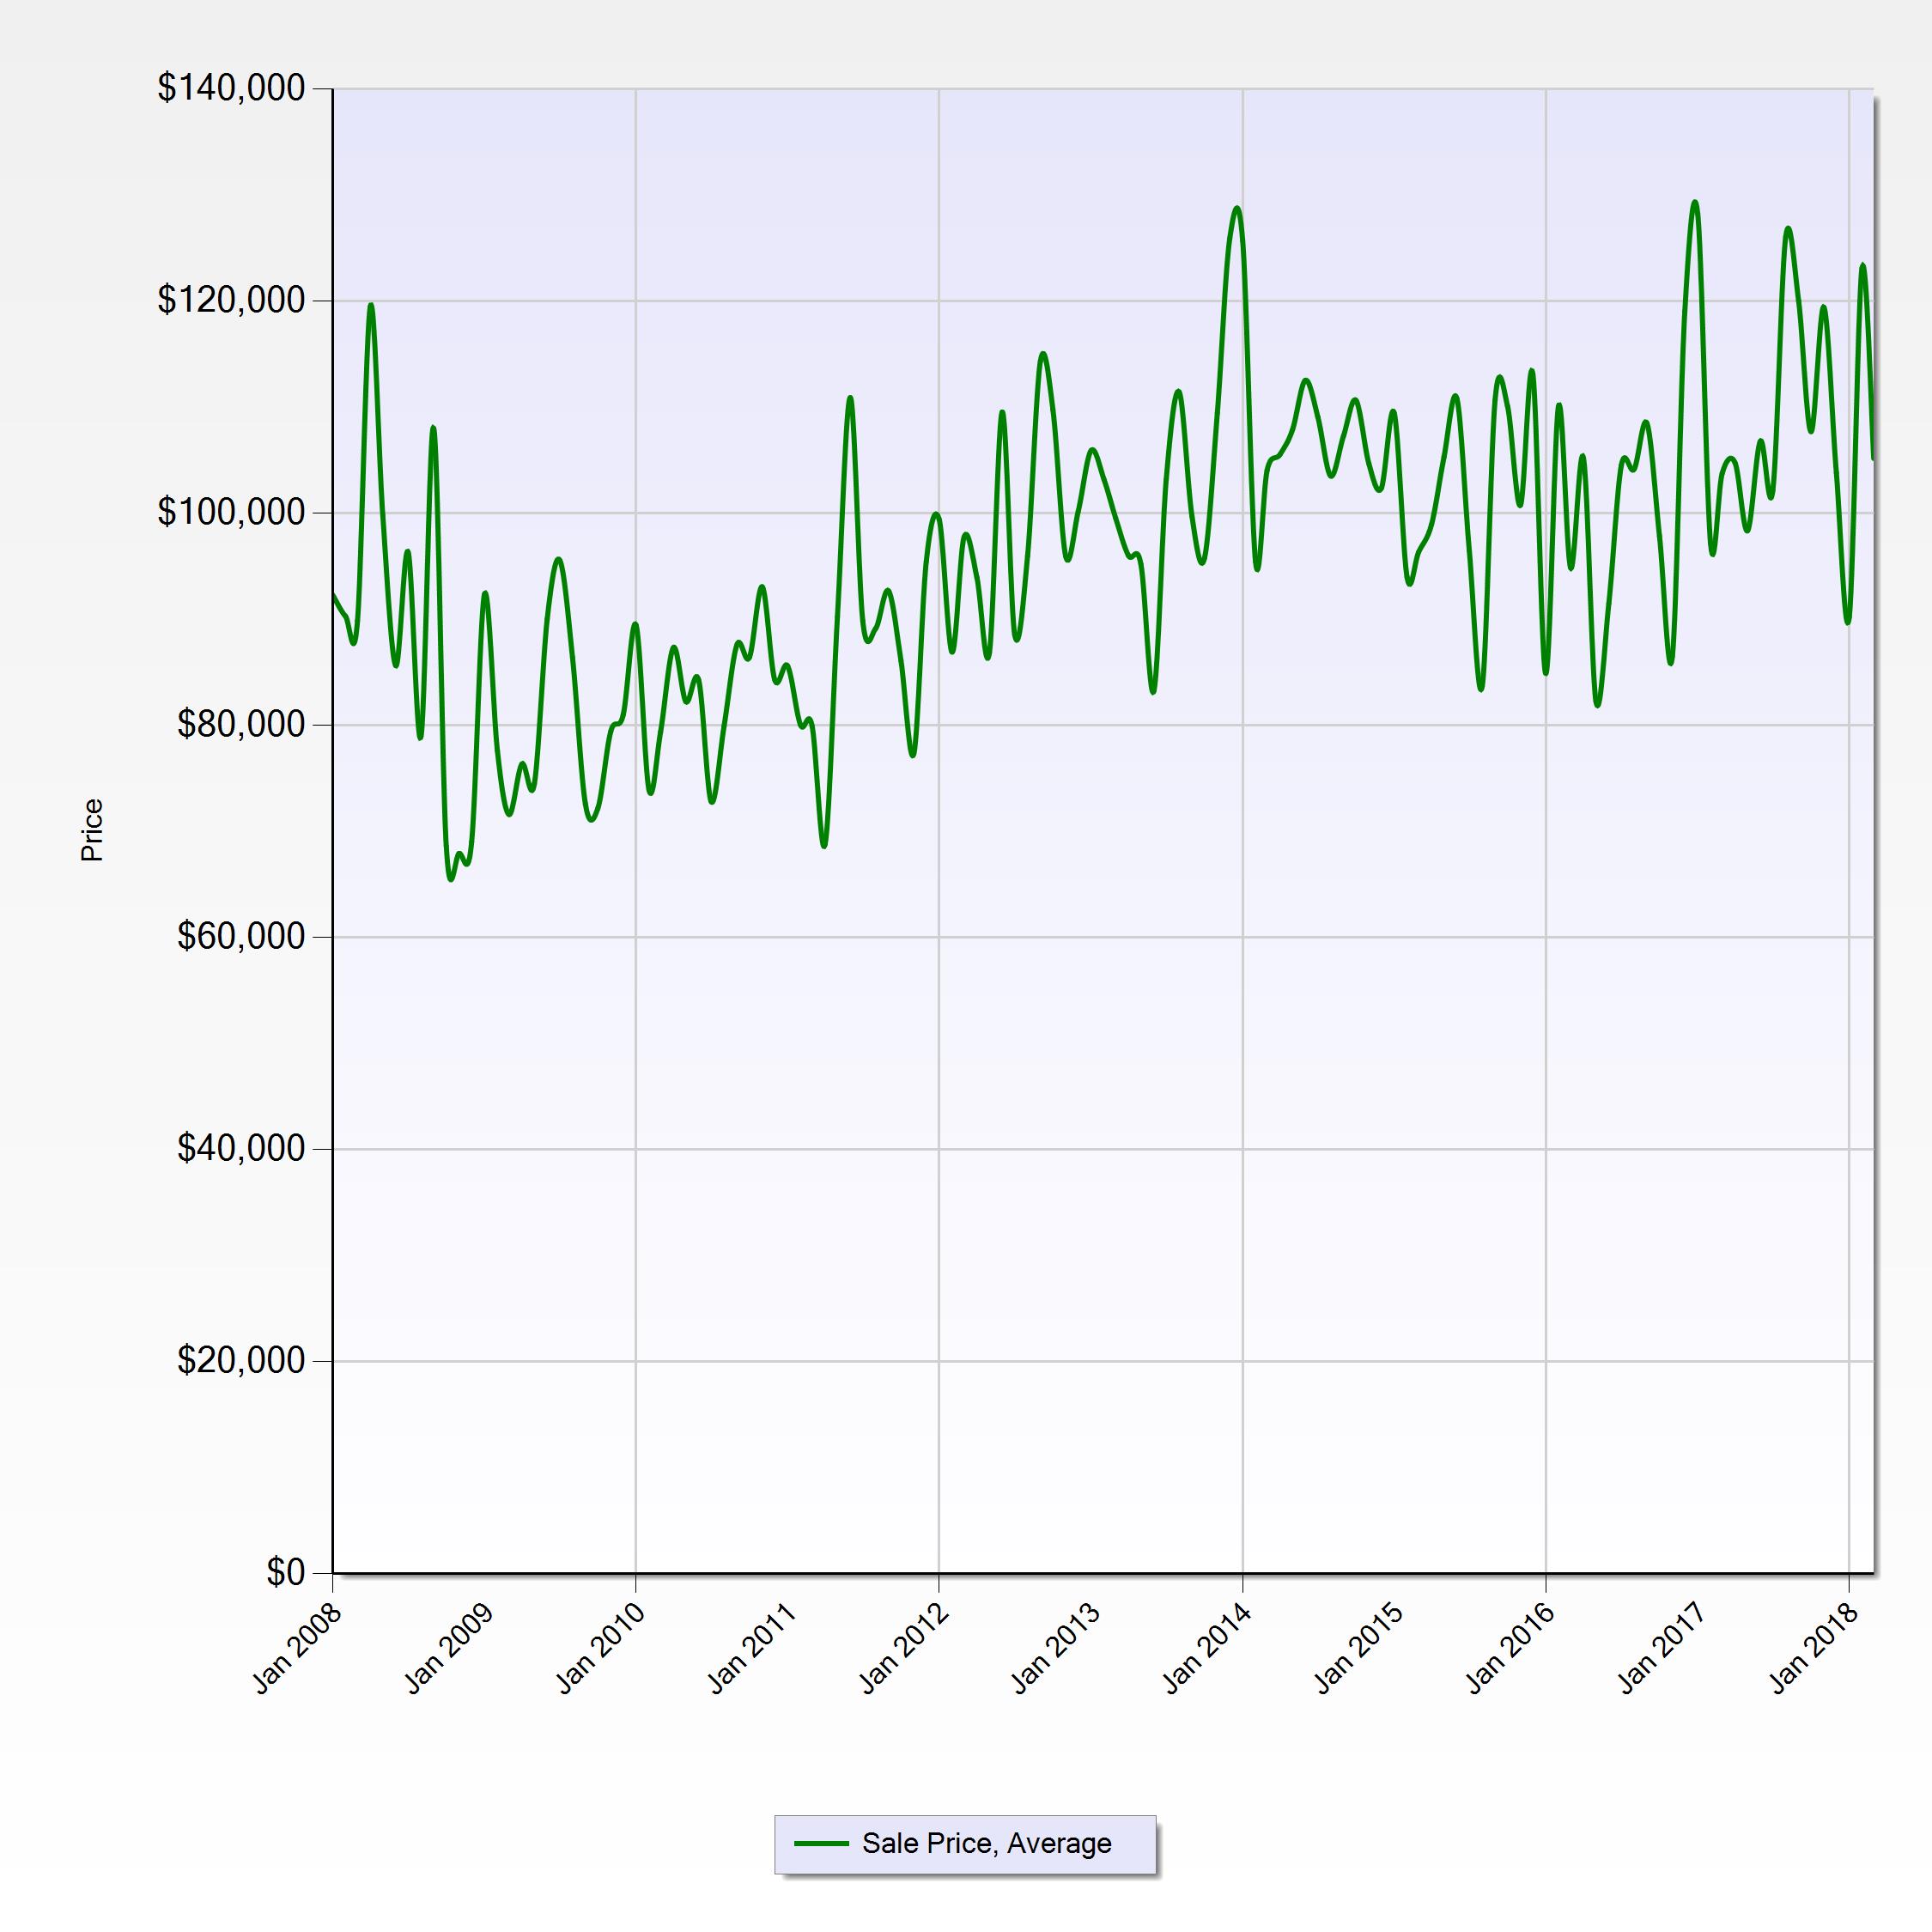 $140,000
$120,000
$100,000
$80,000
$60,000
$40,000
$20,000
$0
Price
Jan 2008
Jan 2009
Jan 2010
Jan 2011
Jan 2012
Jan 2013
Jan 2014
Jan 2015
Jan 2016
Jan 2017
Jan 2018
Sale Price, Average